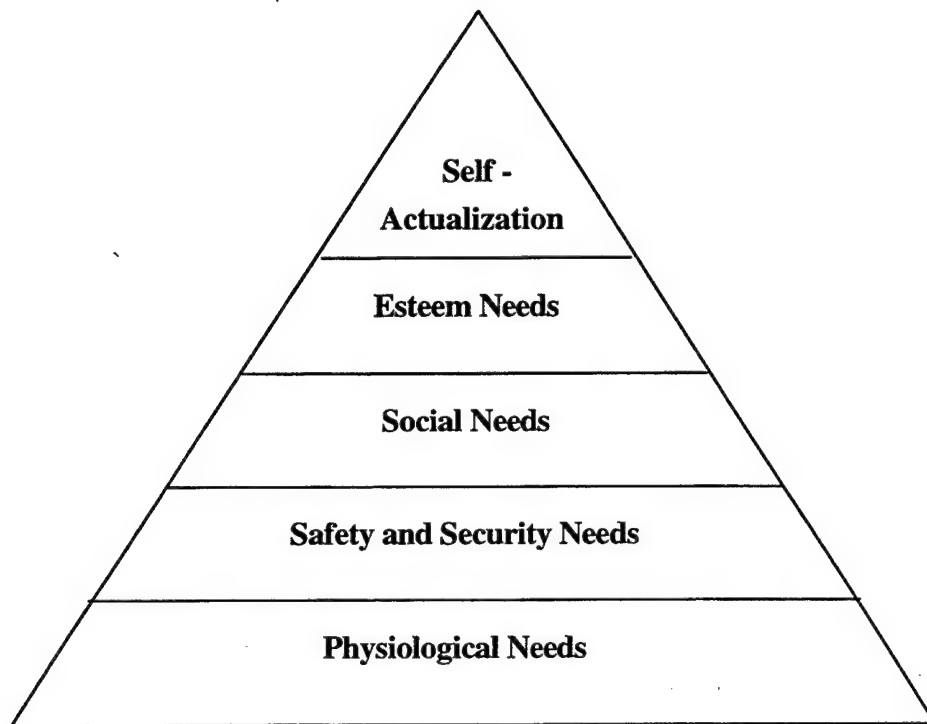 Self -
Actualization
Esteem Needs
Social Needs
Safety and Security Needs
Physiological Needs